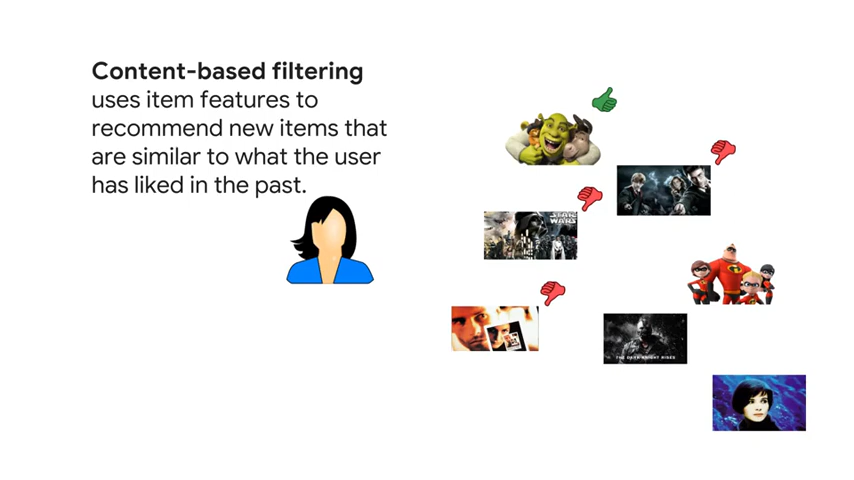 Content-based filtering
uses item features to
recommend new items that
are similar to what the user
has liked in the past.
STAR
WARS
THE DARK KNIGHT RISES